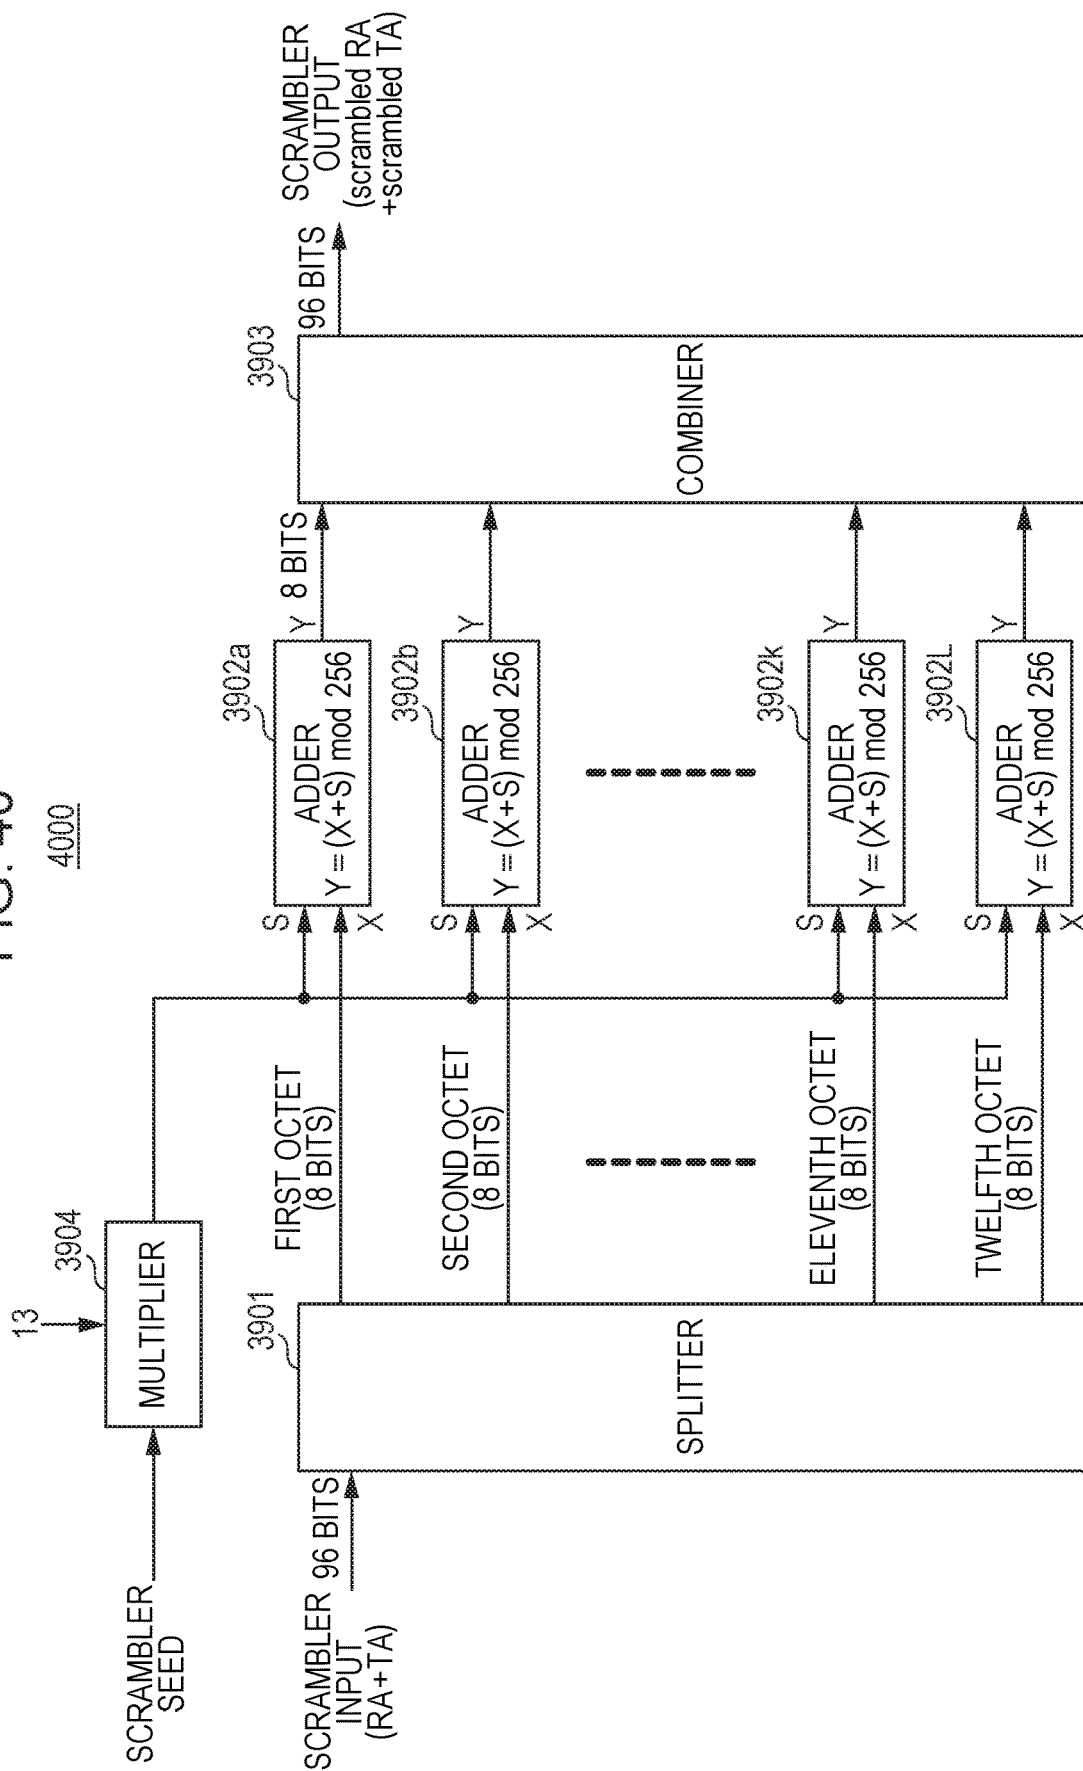 FIG. 40
4000
SCRAMBLER
SEED
13
MULTIPLIER
3904
SCRAMBLER
INPUT
(RA+TA)
96 BITS
SPLITTER
3901
FIRST OCTET
(8 BITS)
SECOND OCTET
(8 BITS)
ELEVENTH OCTET
(8 BITS)
TWELFTH OCTET
(8 BITS)
S
X
ADDER
Y = (X+S) mod 256
3902a
Y
8 BITS
S
X
ADDER
Y = (X+S) mod 256
3902b
Y
S
X
ADDER
Y = (X+S) mod 256
3902k
Y
S
X
ADDER
Y = (X+S) mod 256
3902L
Y
COMBINER
3903
96 BITS
SCRAMBLER
OUTPUT
(scrambled RA
+scrambled TA)